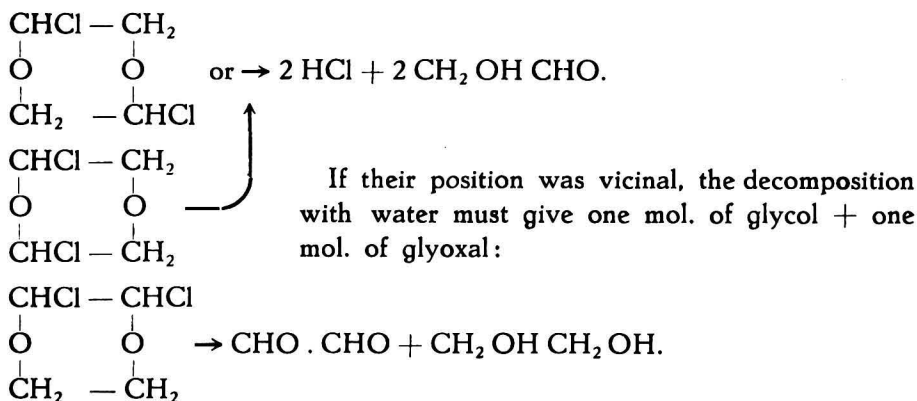 CHCl — CH₂
O O or → 2 HCl + 2 CH₂ OH CHO.
CH₂ — CHCl
CHCl — CH₂
O O
CHCl — CH₂
If their position was vicinal, the decomposition
with water must give one mol. of glycol + one
mol. of glyoxal:
CHCl — CHCl
O O → CHO . CHO + CH₂ OH CH₂ OH.
CH₂ — CH₂